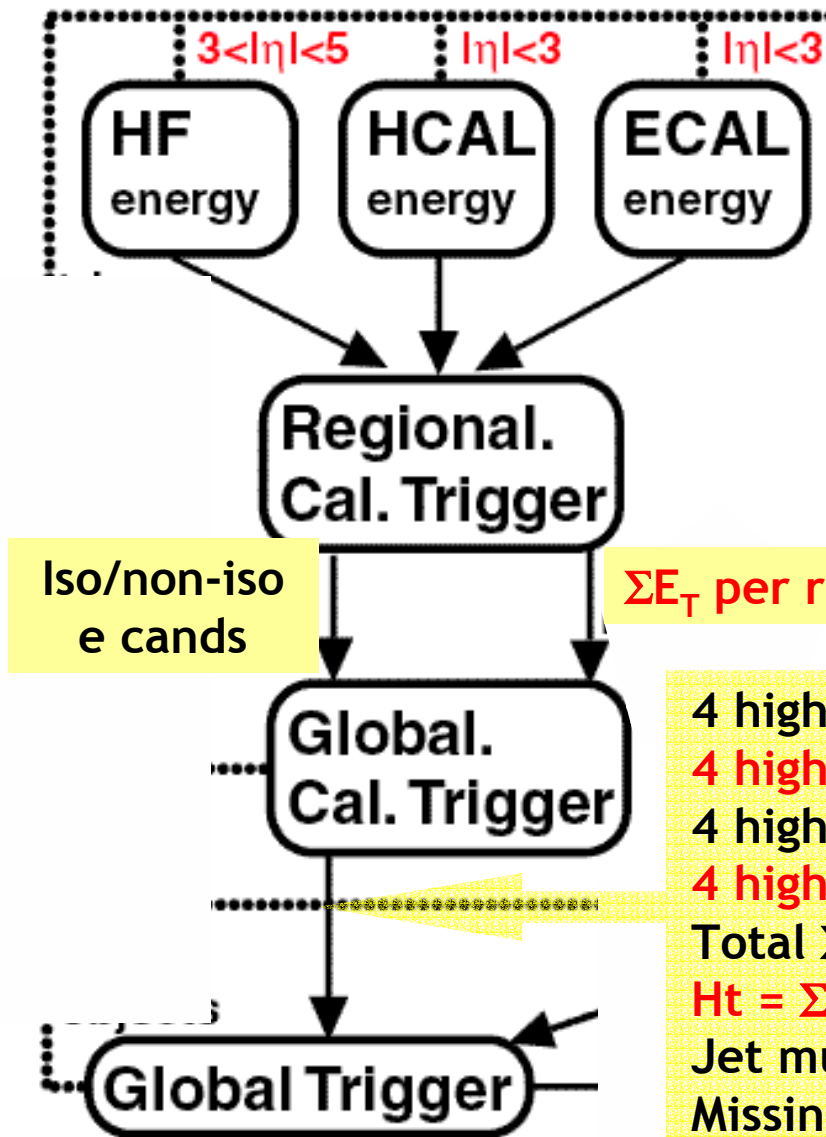 3<|η|<5 |η|<3 |η|<3
HF HCAL ECAL
energy energy energy
Regional.
Cal. Trigger
Iso/non-iso
e cands
ΣE_T per r
Global.
Cal. Trigger
4 high
4 high
4 high
4 high
Total Σ
Ht = Σ
Jet mu
Missin
Global Trigger